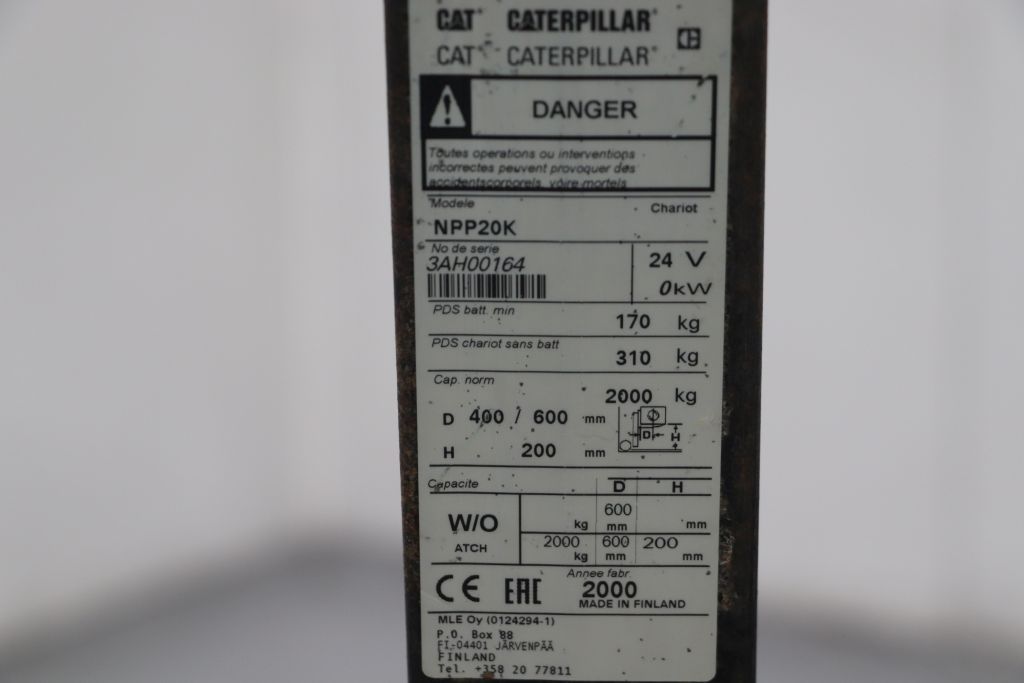 CAT CATERPILLAR
CAT CATERPILLAR
DANGER
Toutes operations ou interventions
incorrectes peuvent provoquer des
accidentscorporels, voire mortels
Modele Chariot
NPP20K
No de serie
3AH00164 24 V
0kW
PDS batt. min
170 kg
PDS chariot sans batt
310 kg
Cap. norm
2000 kg
D 400 / 600 mm
H 200 mm
D H
Capacite D H
W/O ATCH
600
kg mm mm
2000 600 200
kg mm mm
CE EAC
Annee fabr
2000
MADE IN FINLAND
MLE Oy (0124294-1)
P.O. Box 88
FI-04401 JÄRVENPÄÄ
FINLAND
Tel. +358 20 77811